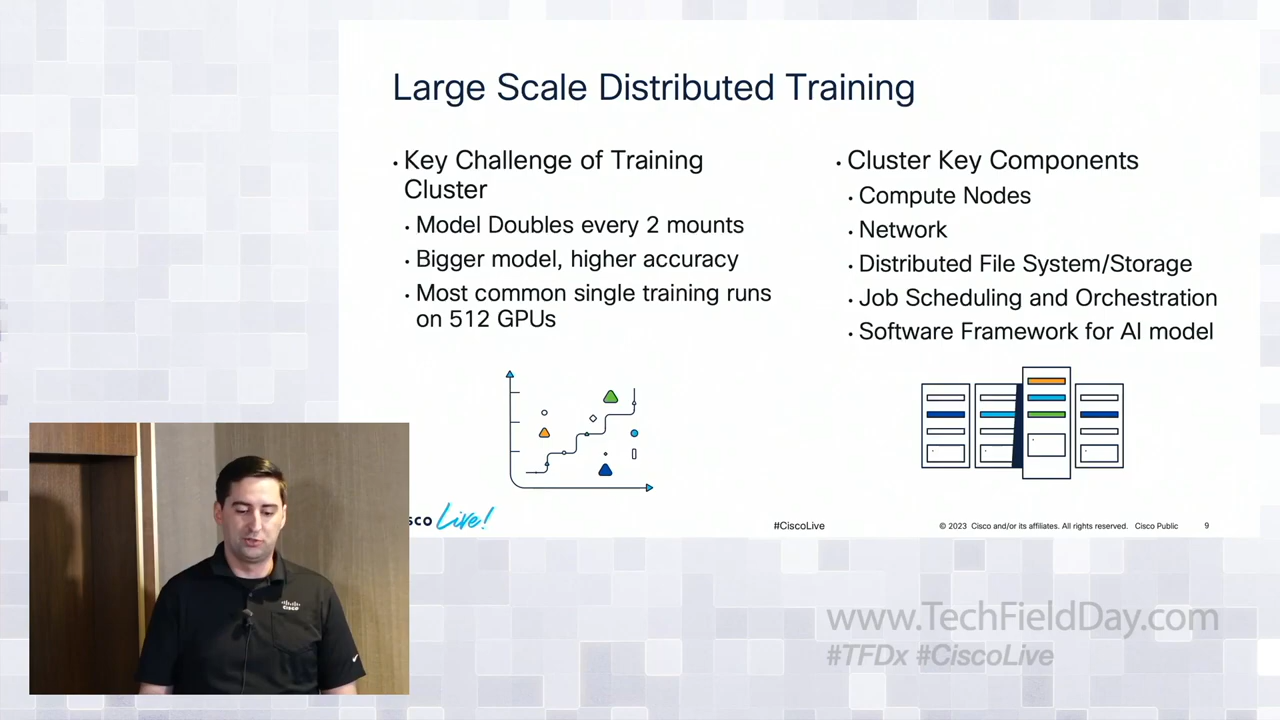 Large Scale Distributed Training
• Key Challenge of Training
Cluster
• Model Doubles every 2 mounts
• Bigger model, higher accuracy
• Most common single training runs
on 512 GPUs
• Cluster Key Components
• Compute Nodes
• Network
• Distributed File System/Storage
• Job Scheduling and Orchestration
• Software Framework for AI model
sco Live!
#CiscoLive
© 2023 Cisco and/or its affiliates. All rights reserved. Cisco Public
9
CISCO
www.TechFieldDay.com
#TFDx #CiscoLive